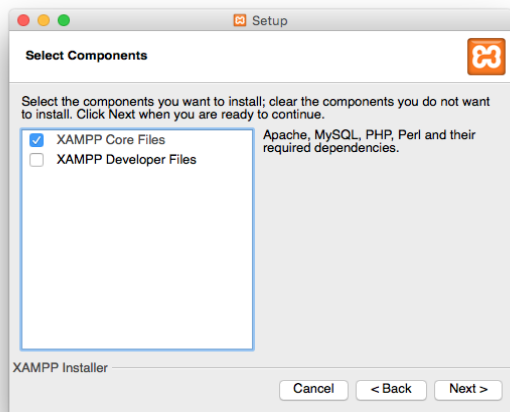 Setup
Select Components
Select the components you want to install; clear the components you do not want
to install. Click Next when you are ready to continue.
XAMPP Core Files
XAMPP Developer Files
Apache, MySQL, PHP, Perl and their
required dependencies.
XAMPP Installer
Cancel
< Back
Next >